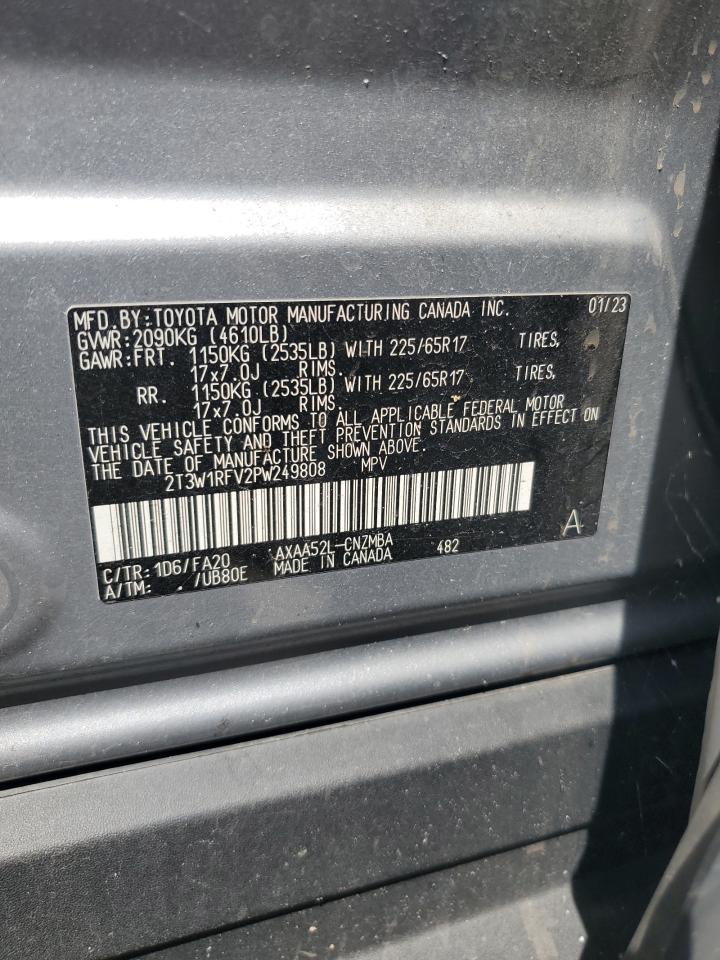 MFD.BY:TOYOTA MOTOR MANUFACTURING CANADA INC. 01/23
GVWR:2090KG (4610LB)
GAWR:FRT. 1150KG (2535LB) WITH 225/65R17 TIRES,
17x7.0J RIMS.
RR. 1150KG (2535LB) WITH 225/65R17 TIRES,
17x7.0J RIMS.
THIS VEHICLE CONFORMS TO ALL APPLICABLE FEDERAL MOTOR
VEHICLE SAFETY AND THEFT PREVENTION STANDARDS IN EFFECT ON
THE DATE OF MANUFACTURE SHOWN ABOVE.
2T3W1RFV2PW249808 MPV
A
C/TR: 1D6/FA20 AXAA52L-CNZMBA 482
A/TM: /UB80E MADE IN CANADA